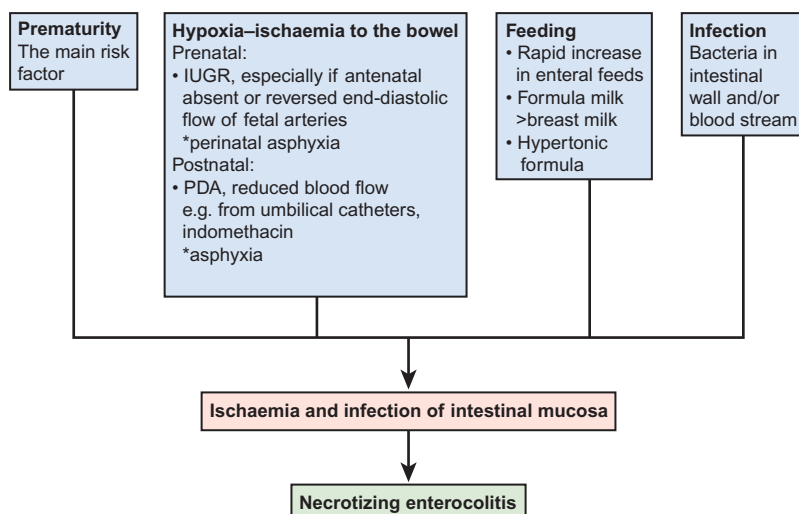 Prematurity
The main risk
factor
Hypoxia–ischaemia to the bowel
Prenatal:
• IUGR, especially if antenatal
absent or reversed end-diastolic
flow of fetal arteries
*perinatal asphyxia
Postnatal:
• PDA, reduced blood flow
e.g. from umbilical catheters,
indomethacin
*asphyxia
Feeding
• Rapid increase
in enteral feeds
• Formula milk
>breast milk
• Hypertonic
formula
Infection
Bacteria in
intestinal
wall and/or
blood stream
Ischaemia and infection of intestinal mucosa
Necrotizing enterocolitis